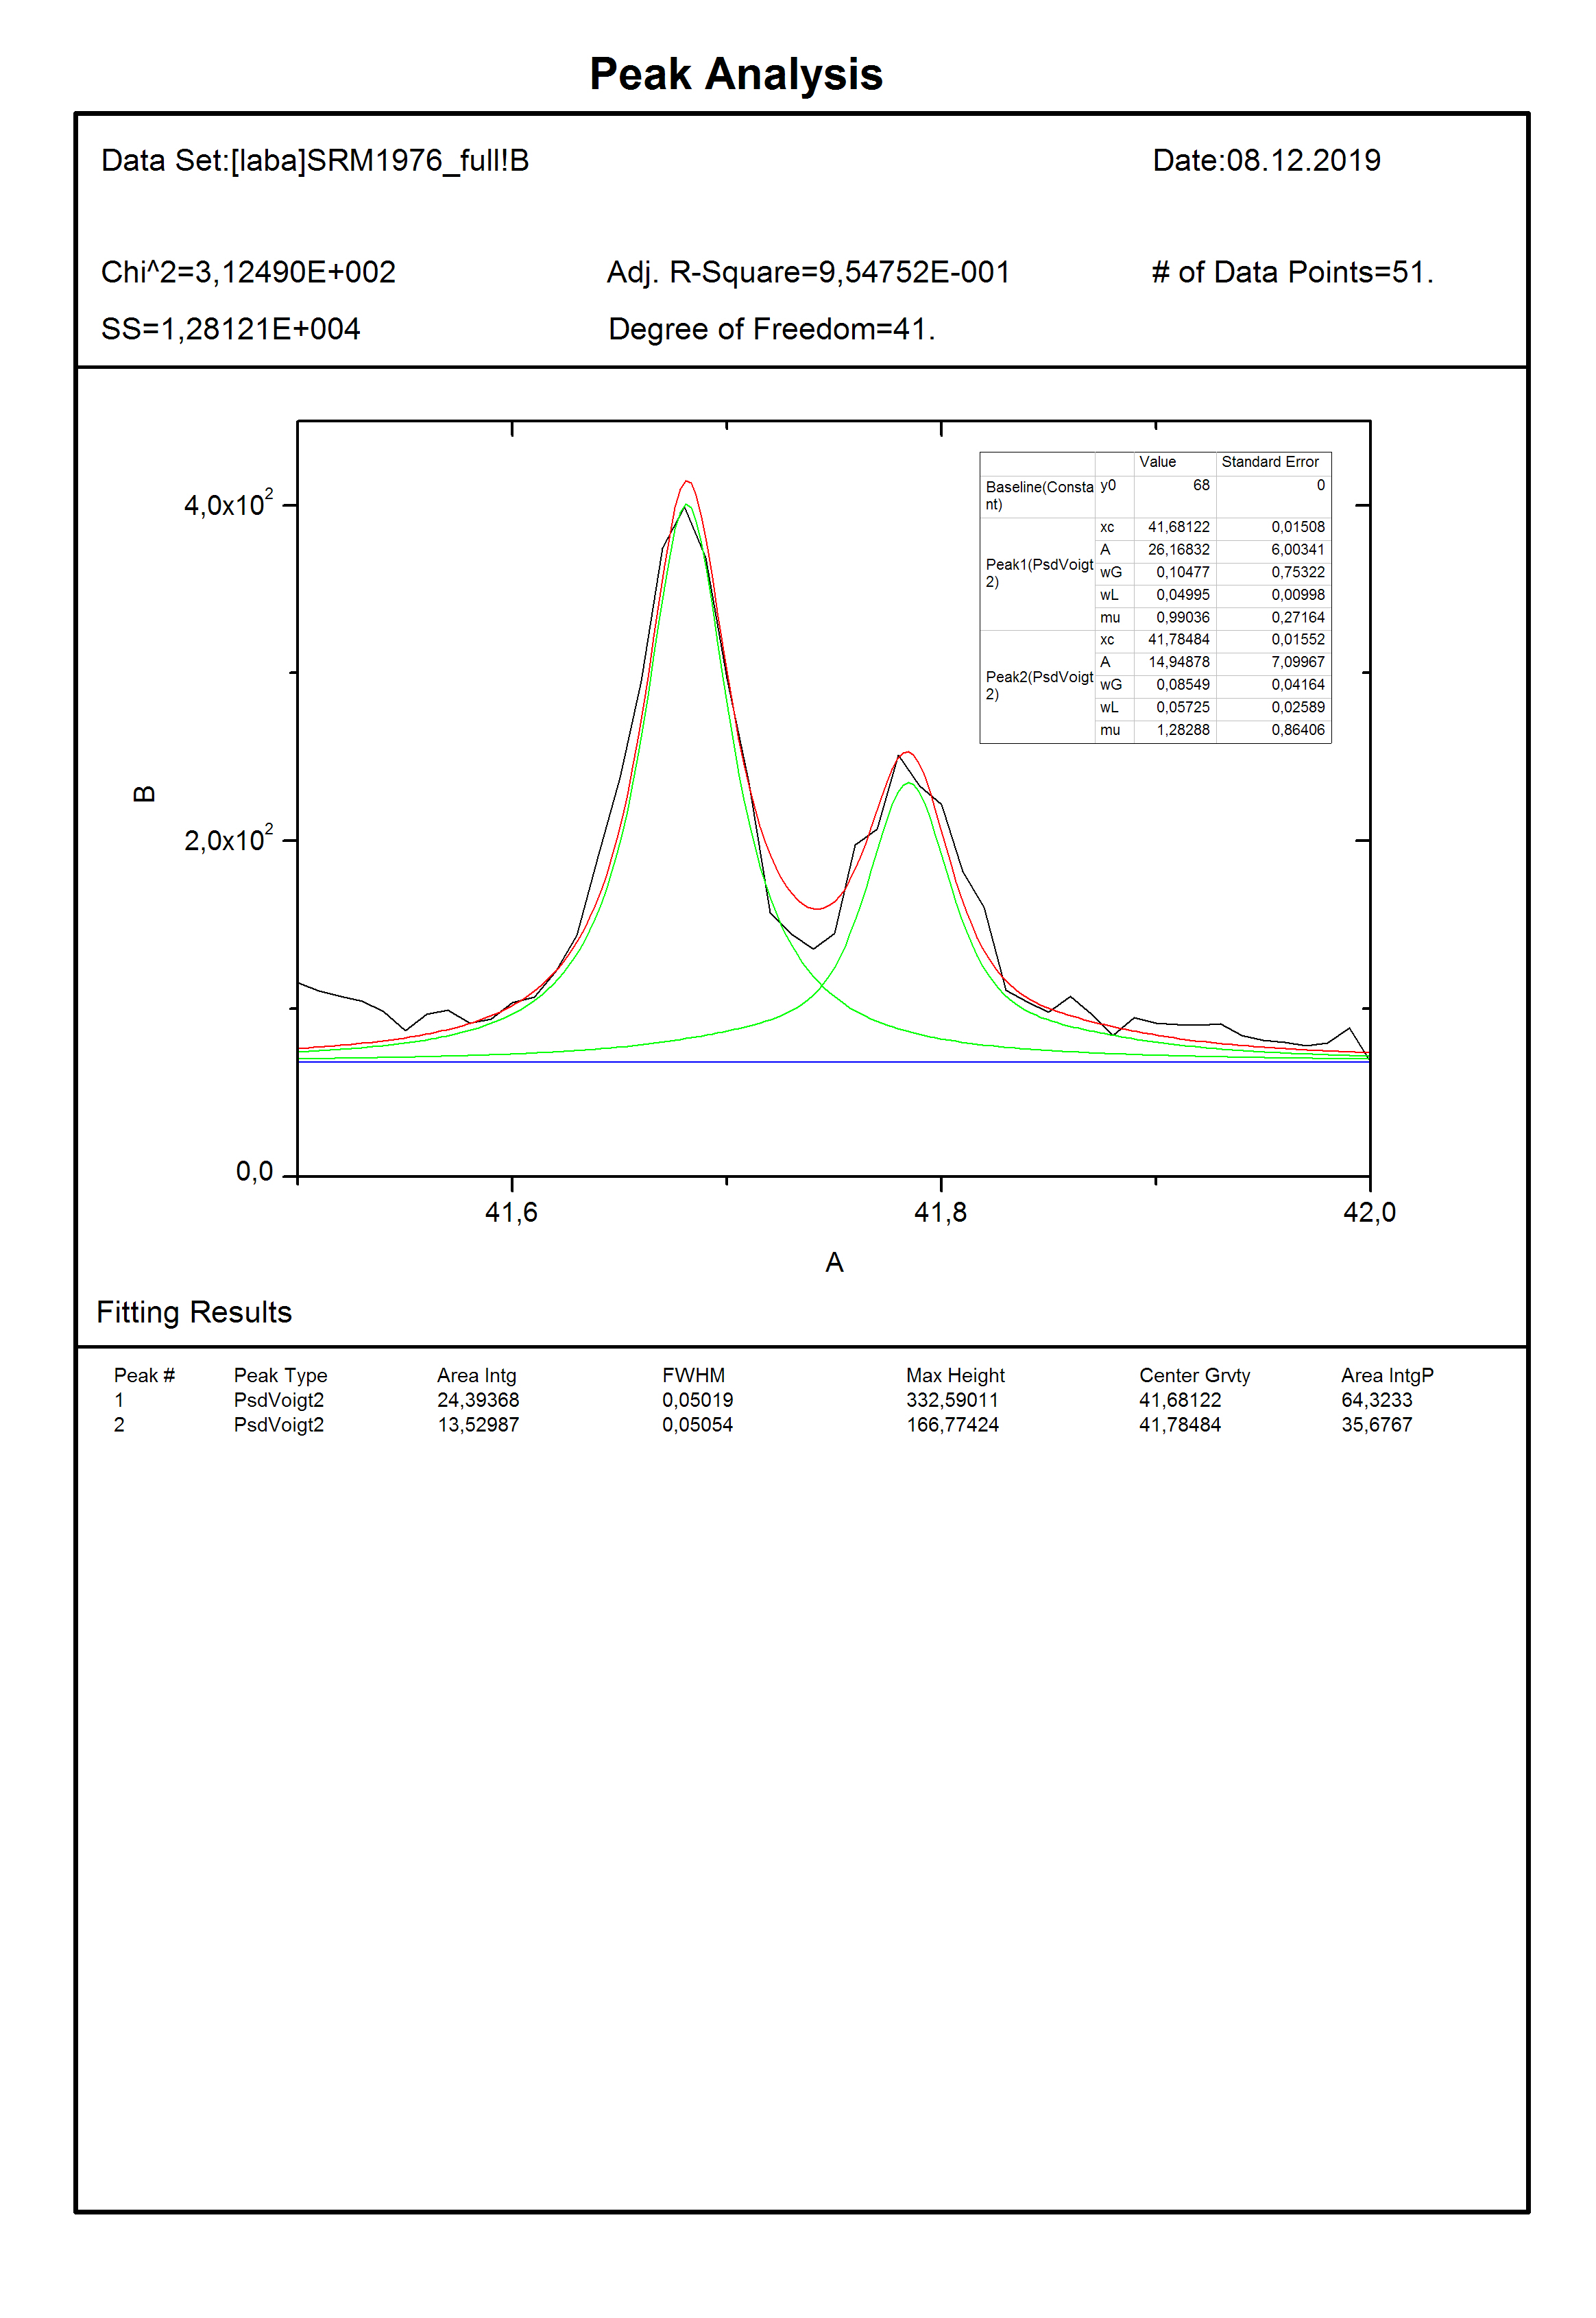 Peak Analysis
Data Set:[laba]SRM1976_full!B Date:08.12.2019
Chi^2=3,12490E+002 Adj. R-Square=9,54752E-001 # of Data Points=51.
SS=1,28121E+004 Degree of Freedom=41.
Value Standard Error
Baseline(Consta y0 68 0
nt)
xc 41,68122 0,01508
A 26,16832 6,00341
Peak1(PsdVoigt wG 0,10477 0,75322
2) wL 0,04995 0,00998
mu 0,99036 0,27164
xc 41,78484 0,01552
A 14,94878 7,09967
Peak2(PsdVoigt wG 0,08549 0,04164
2) wL 0,05725 0,02589
mu 1,28288 0,86406
4,0x10²
2,0x10²
0,0
B
41,6 41,8 42,0
A
Fitting Results
Peak # Peak Type Area Intg FWHM Max Height Center Grvty Area IntgP
1 PsdVoigt2 24,39368 0,05019 332,59011 41,68122 64,3233
2 PsdVoigt2 13,52987 0,05054 166,77424 41,78484 35,6767